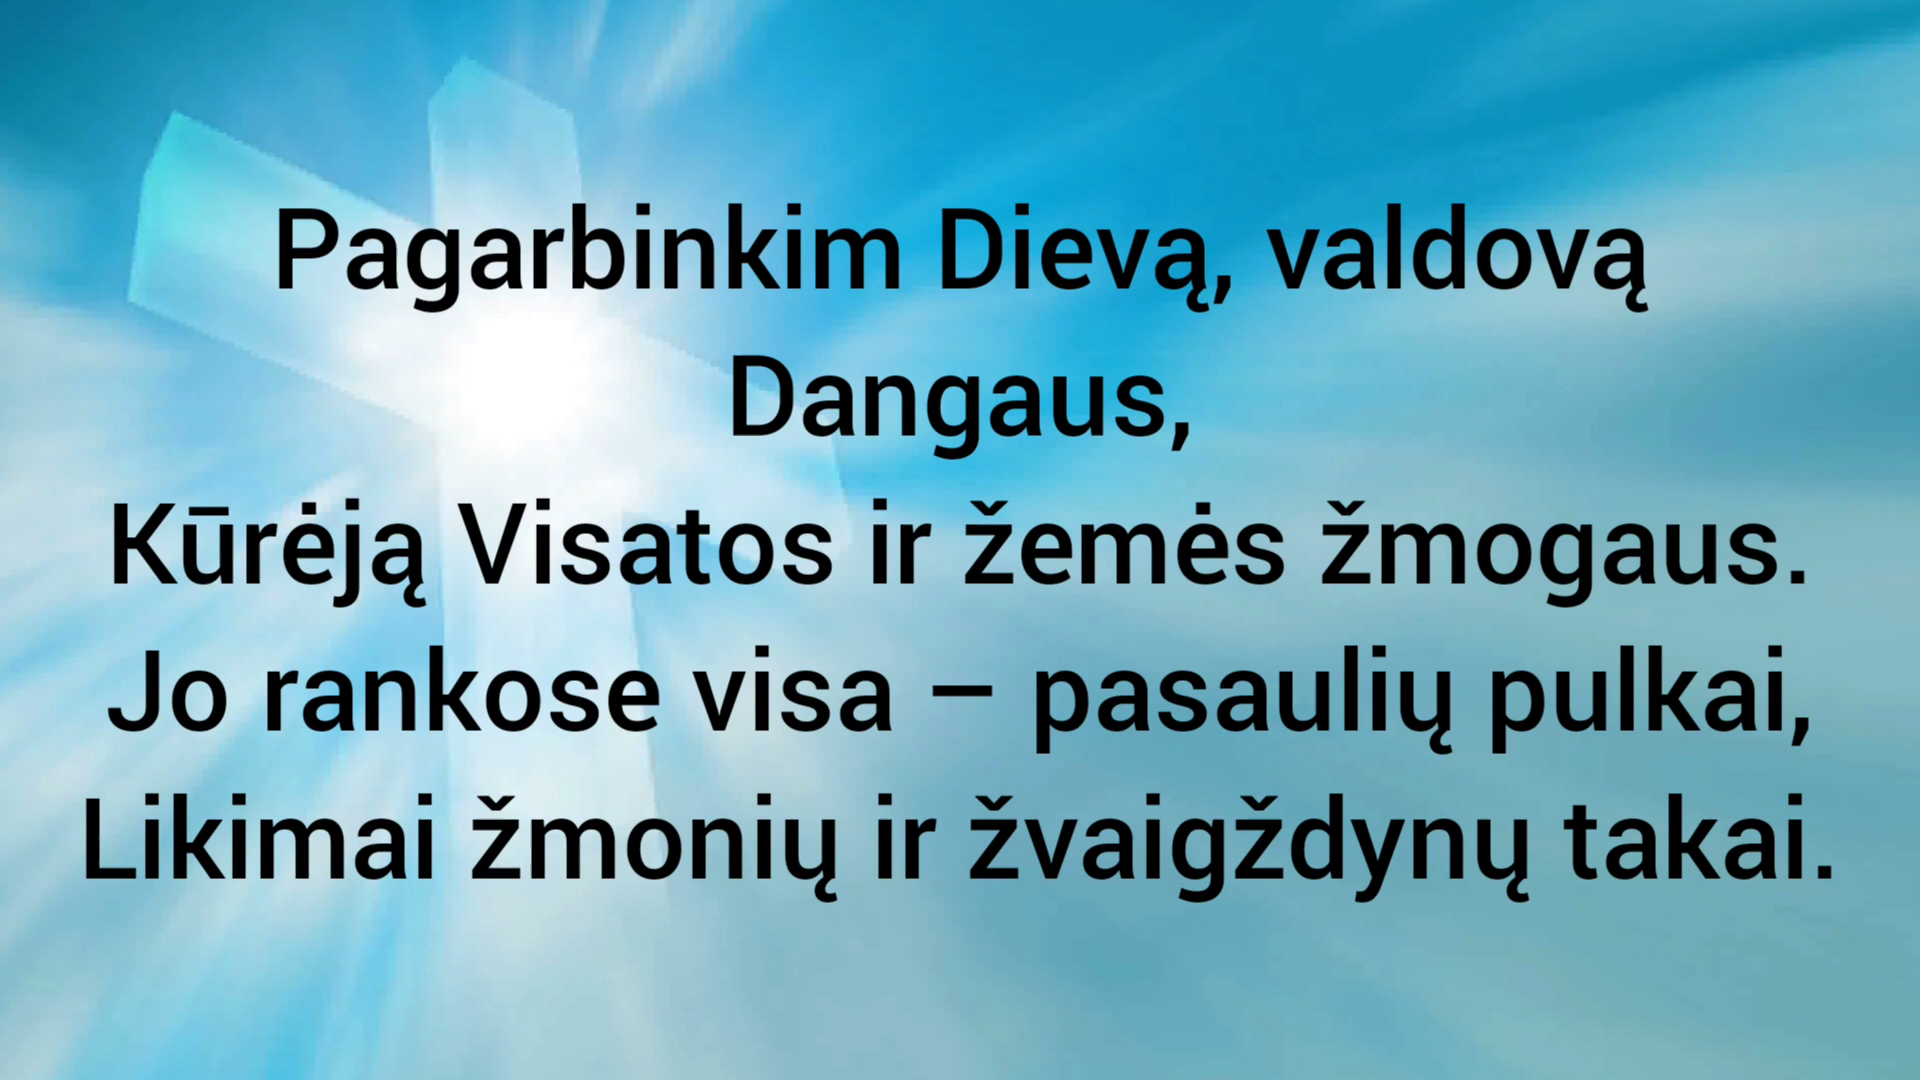 Pagarbinkim Dievą, valdovą
Dangaus,
Kūrėją Visatos ir žemės žmogaus.
Jo rankose visa – pasaulių pulkai,
Likimai žmonių ir žvaigždynų takai.